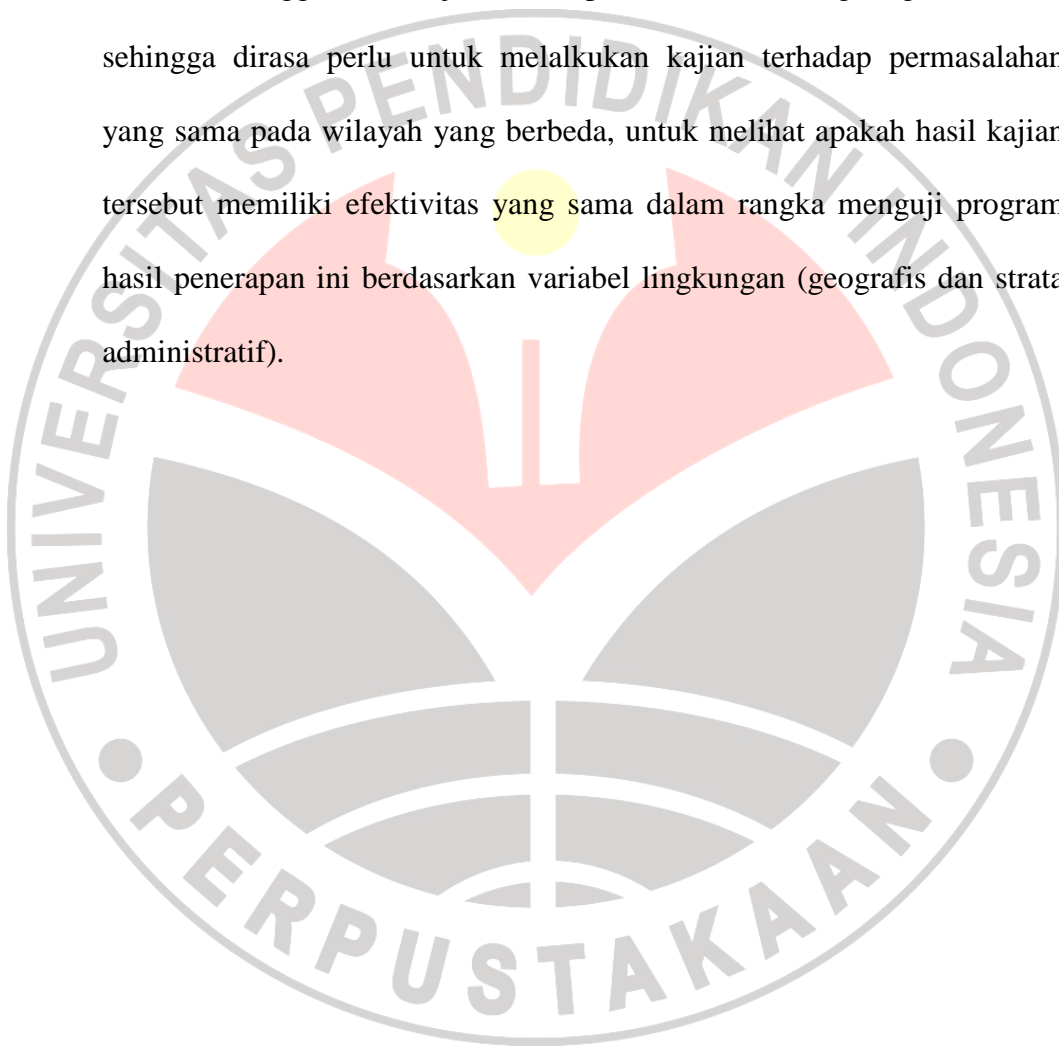 sehingga dirasa perlu untuk melalkukan kajian terhadap permasalahan
yang sama pada wilayah yang berbeda, untuk melihat apakah hasil kajian
tersebut memiliki efektivitas yang sama dalam rangka menguji program
hasil penerapan ini berdasarkan variabel lingkungan (geografis dan strata
administratif).
UNIVERSITAS PENDIDIKAN INDONESIA
PERPUSTAKAAN